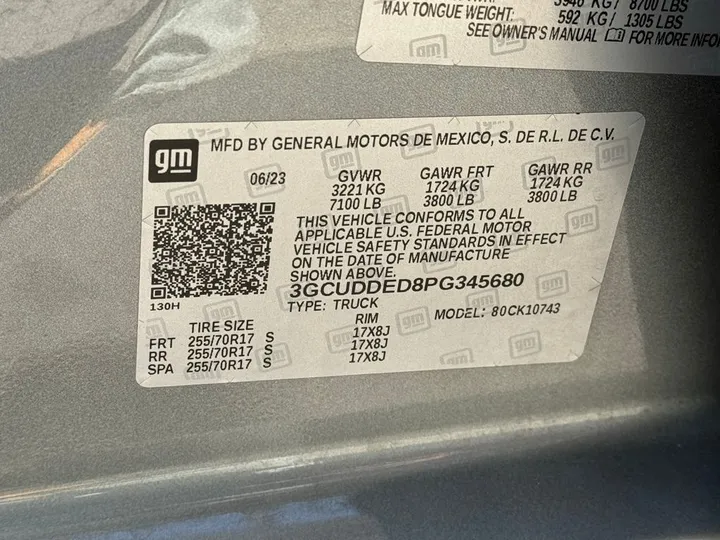 3946 KG/ 8700 LBS
MAX TONGUE WEIGHT: 592 KG / 1305 LBS
SEE OWNER'S MANUAL FOR MORE INFO
gm
MFD BY GENERAL MOTORS DE MEXICO, S. DE R.L. DE C.V.
06/23 GVWR GAWR FRT GAWR RR
3221 KG 1724 KG 1724 KG
7100 LB 3800 LB 3800 LB
THIS VEHICLE CONFORMS TO ALL
APPLICABLE U.S. FEDERAL MOTOR
VEHICLE SAFETY STANDARDS IN EFFECT
ON THE DATE OF MANUFACTURE
SHOWN ABOVE.
3GCUDDED8PG345680
130H TYPE: TRUCK MODEL: 80CK10743
TIRE SIZE RIM
FRT 255/70R17 S 17X8J
RR 255/70R17 S 17X8J
SPA 255/70R17 S 17X8J